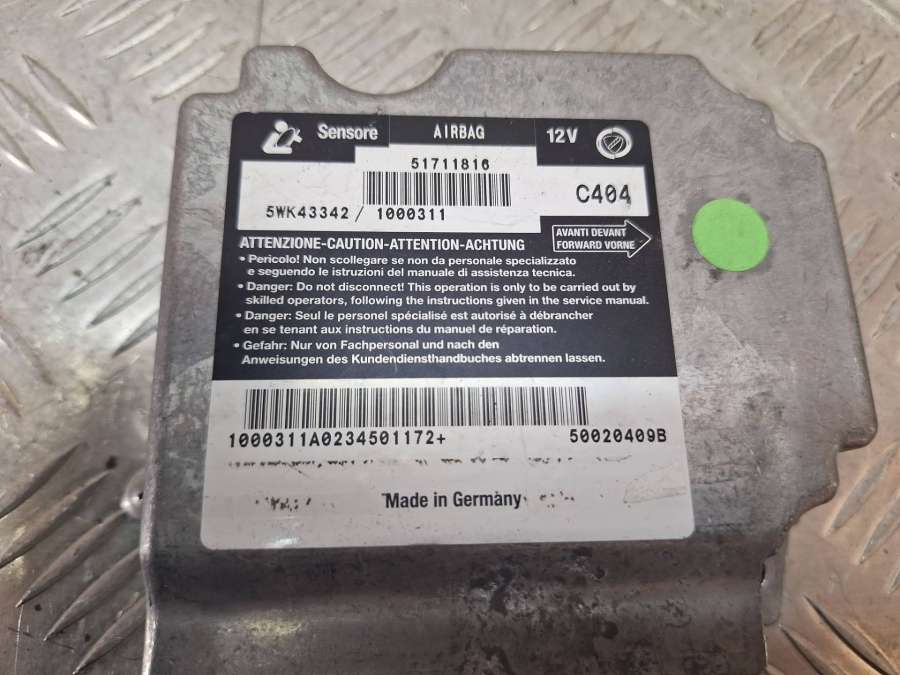 Sensore AIRBAG 12V
51711816
C404
5WK43342 / 1000311
AVANTI DEVANT
FORWARD VORNE
ATTENZIONE-CAUTION-ATTENTION-ACHTUNG
• Pericolo! Non scollegare se non da personale specializzato
e seguendo le istruzioni del manuale di assistenza tecnica.
• Danger: Do not disconnect! This operation is only to be carried out by
skilled operators, following the instructions given in the service manual.
• Danger: Seul le personel spécialisé est autorisé à débrancher
en se tenant aux instructions du manuel de réparation.
• Gefahr: Nur von Fachpersonal und nach den
Anweisungen des Kundendiensthandbuches abtrennen lassen.
1000311A0234501172+ 50020409B
Made in Germany